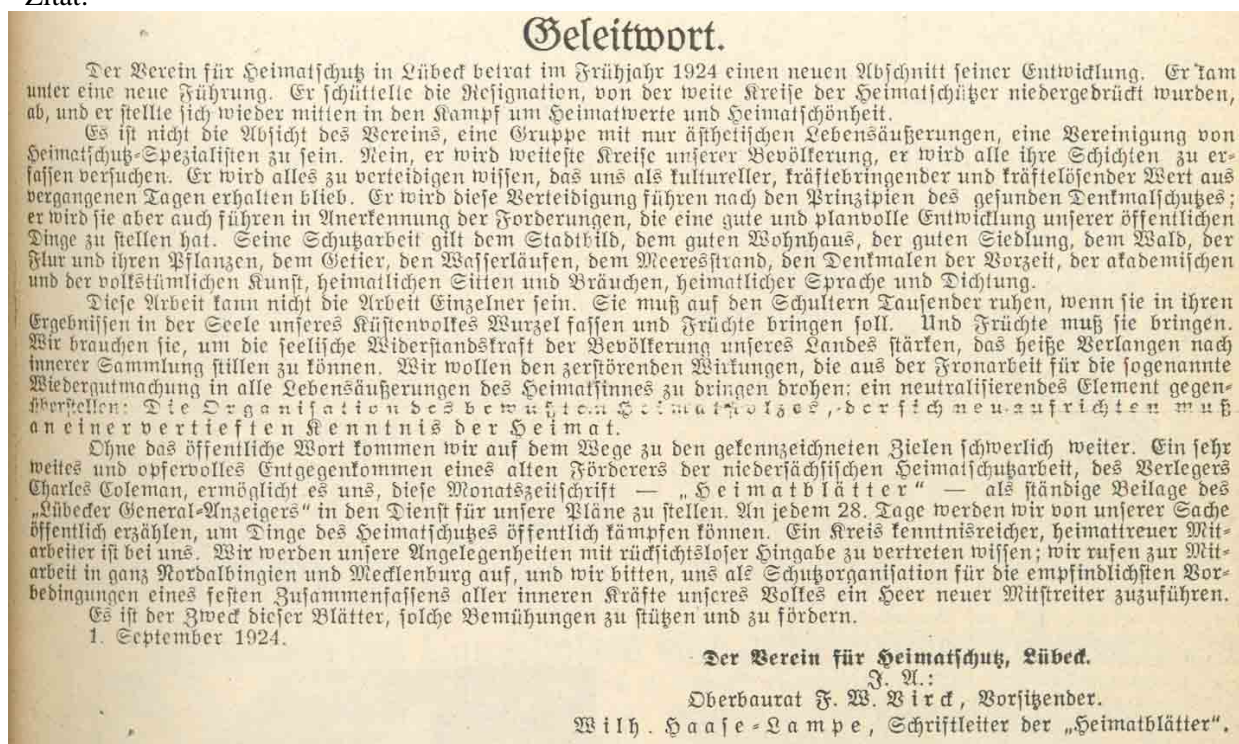 Zitat:
Geleitwort.
Der Verein für Heimatschutz in Lübeck betrat im Frühjahr 1924 einen neuen Abschnitt seiner Entwicklung. Er kam
unter eine neue Führung. Er schüttelte die Resignation, von der weite Kreise der Heimatschützer niedergedrückt wurden,
ab, und er stellte sich wieder mitten in den Kampf um Heimatwerte und Heimatschönheit.
Es ist nicht die Absicht des Vereins, eine Gruppe mit nur ästhetischen Lebensäußerungen, eine Vereinigung von
Heimatschutz-Spezialisten zu sein. Nein, er wird weiteste Kreise unserer Bevölkerung, er wird alle ihre Schichten zu er-
fassen versuchen. Er wird alles zu verteidigen wissen, das uns als kultureller, kräftebringender und kräftelösender Wert aus
vergangenen Tagen erhalten blieb. Er wird diese Verteidigung führen nach den Prinzipien des gesunden Denkmalschutzes;
er wird sie aber auch führen in Anerkennung der Forderungen, die eine gute und planvolle Entwicklung unserer öffentlichen
Dinge zu stellen hat. Seine Schutzarbeit gilt dem Stadtbild, dem guten Wohnhaus, der guten Siedlung, dem Wald, der
Flur und ihren Pflanzen, dem Getier, den Wasserläufen, dem Meeresstrand, den Denkmalen der Vorzeit, der akademischen
und der volkstümlichen Kunst, heimatlichen Sitten und Bräuchen, heimatlicher Sprache und Dichtung.
Diese Arbeit kann nicht die Arbeit Einzelner sein. Sie muß auf den Schultern Tausender ruhen, wenn sie in ihren
Ergebnissen in der Seele unseres Küstenvolkes Wurzel fassen und Früchte bringen soll. Und Früchte muß sie bringen.
Wir brauchen sie, um die seelische Widerstandskraft der Bevölkerung unseres Landes stärken, das heiße Verlangen nach
innerer Sammlung stillen zu können. Wir wollen den zerstörenden Wirkungen, die aus der Fronarbeit für die sogenannte
Wiedergutmachung in alle Lebensäußerungen des Heimatsinnes zu dringen drohen: ein neutralisierendes Element gegen-
überstellen: Die Organisation des bewußten Heimatstolzes, der sich neu aufrichten muß
an einer vertieften Kenntnis der Heimat.
Ohne das öffentliche Wort kommen wir auf dem Wege zu den gekennzeichneten Zielen schwerlich weiter. Ein sehr
weites und opfervolles Entgegenkommen eines alten Förderers der niedersächsischen Heimatschutzarbeit, des Verlegers
Charles Coleman, ermöglicht es uns, diese Monatszeitschrift — „Heimatblätter“ — als ständige Beilage des
„Lübecker General-Anzeigers“ in den Dienst für unsere Pläne zu stellen. An jedem 28. Tage werden wir von unserer Sache
öffentlich erzählen, um Dinge des Heimatschutzes öffentlich kämpfen können. Ein Kreis kenntnisreicher, heimattreuer Mit-
arbeiter ist bei uns. Wir werden unsere Angelegenheiten mit rücksichtsloser Hingabe zu vertreten wissen; wir rufen zur Mit-
arbeit in ganz Nordalbingien und Mecklenburg auf, und wir bitten, uns als Schutzorganisation für die empfindlichsten Vor-
bedingungen eines festen Zusammenfassens aller inneren Kräfte unseres Volkes ein Heer neuer Mitstreiter zuzuführen.
Es ist der Zweck dieser Blätter, solche Bemühungen zu stützen und zu fördern.
1. September 1924.
Der Verein für Heimatschutz, Lübeck.
J. A.:
Oberbaurat F. W. Virck, Vorsitzender.
Wilh. Haase-Lampe, Schriftleiter der „Heimatblätter“.